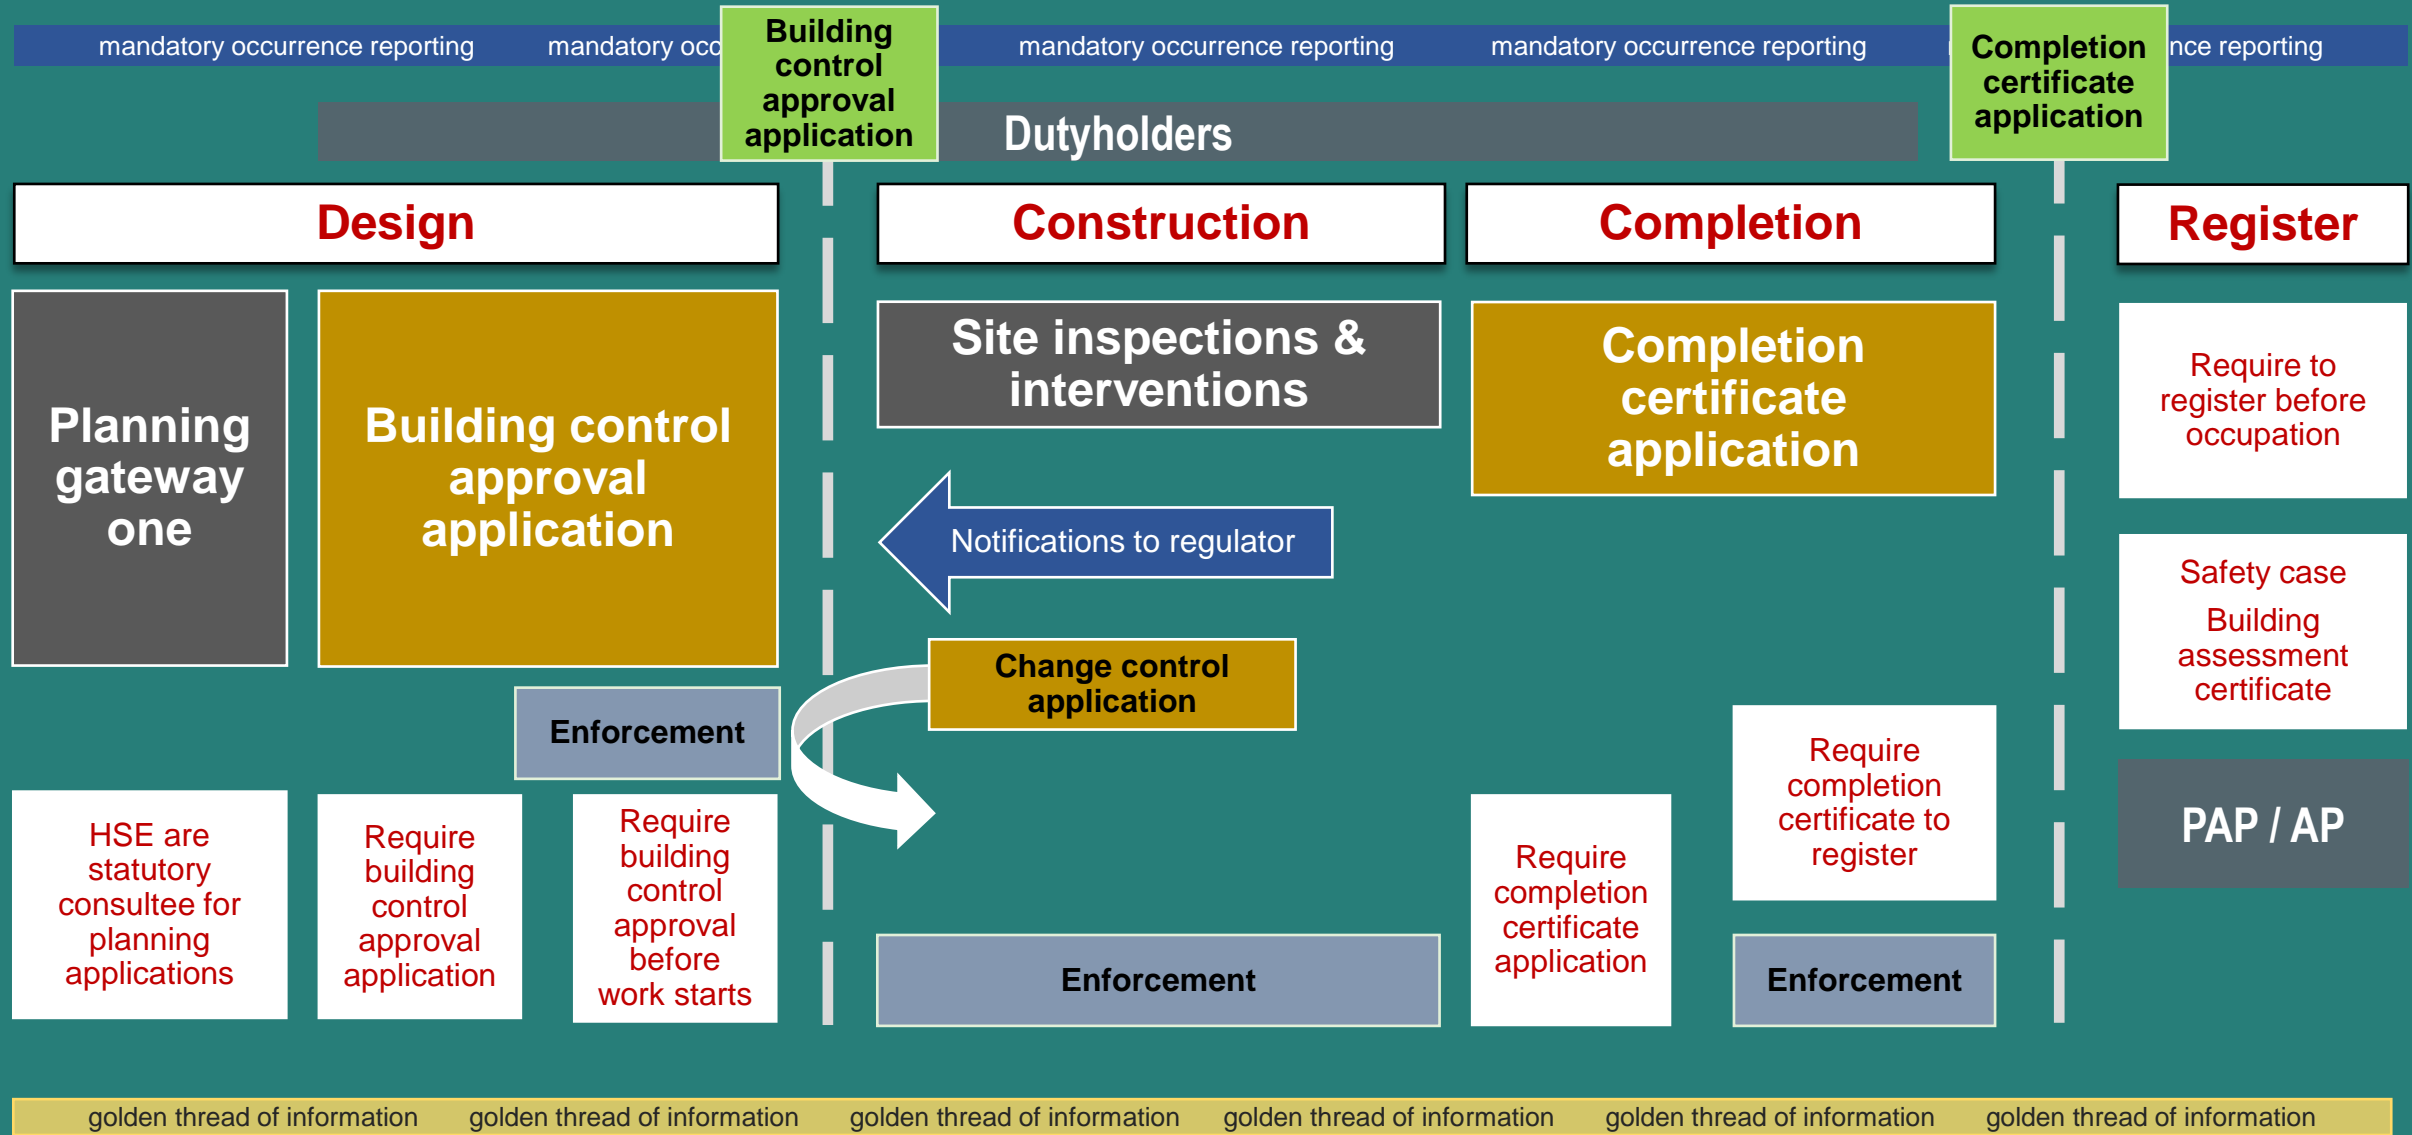 mandatory occurrence reporting mandatory occ mandatory occurrence reporting mandatory occurrence reporting nce reporting
Building
control
approval
application
Completion
certificate
application
Dutyholders
Design
Construction
Completion
Register
Planning
gateway
one
Building control
approval
application
Site inspections &
interventions
Completion
certificate
application
Require to
register before
occupation
Notifications to regulator
Safety case
Building
assessment
certificate
Change control
application
Enforcement
Require
completion
certificate to
register
PAP / AP
HSE are
statutory
consultee for
planning
applications
Require
building
control
approval
application
Require
building
control
approval
before
work starts
Require
completion
certificate
application
Enforcement
Enforcement
golden thread of information golden thread of information golden thread of information golden thread of information golden thread of information golden thread of information